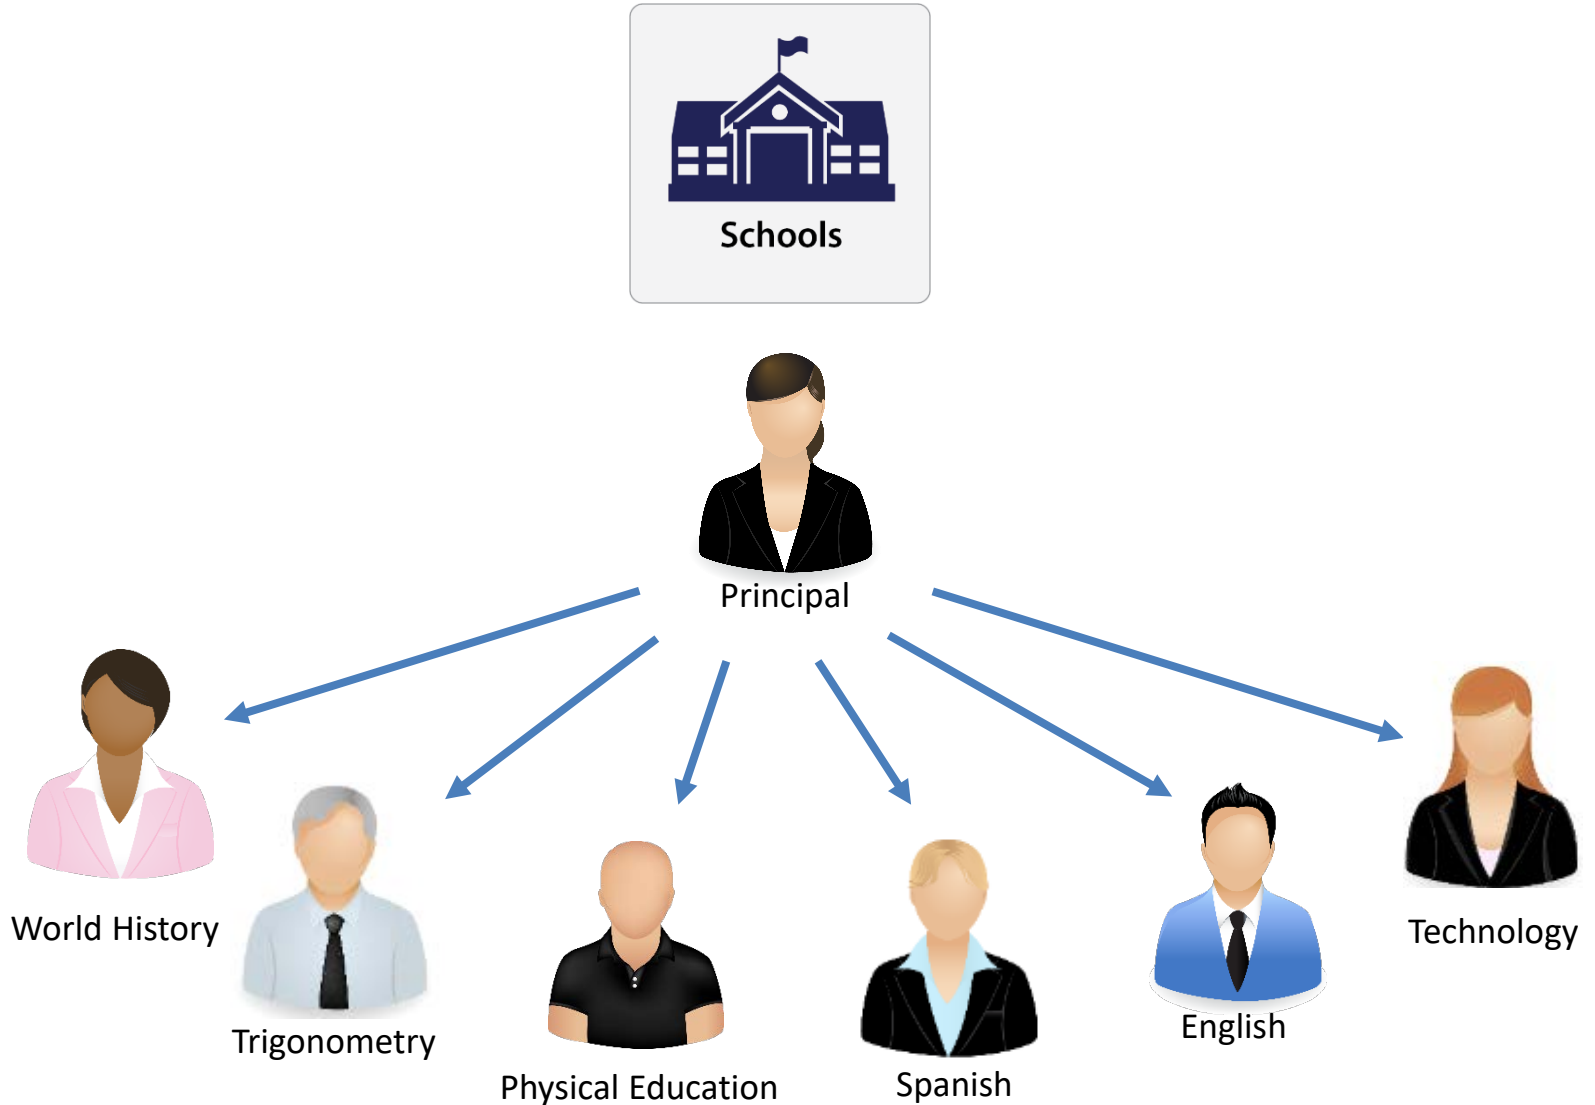 Schools
Principal
World History
Technology
Trigonometry
English
Physical Education
Spanish